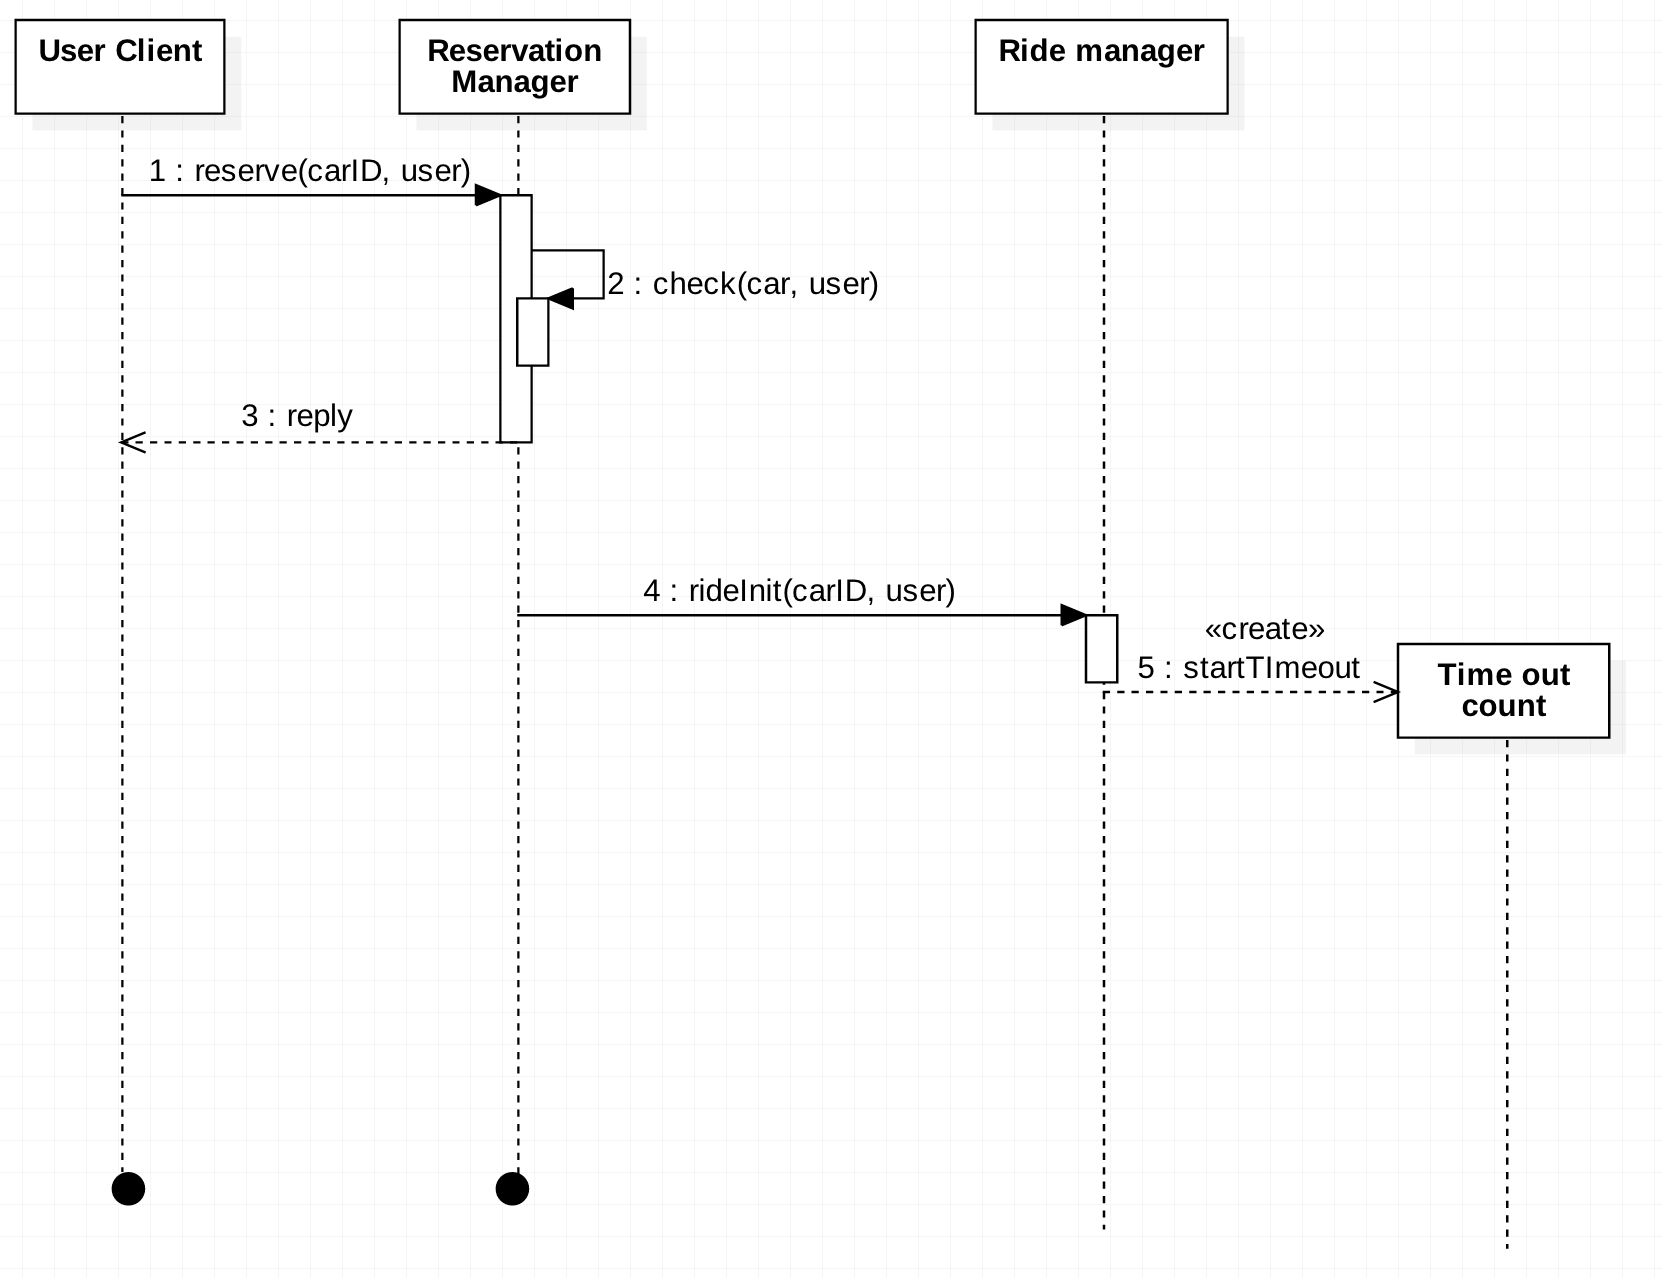 User Client
Reservation
Manager
Ride manager
1 : reserve(carID, user)
2 : check(car, user)
3 : reply
4 : rideInit(carID, user)
«create»
5 : startTImeout
Time out
count